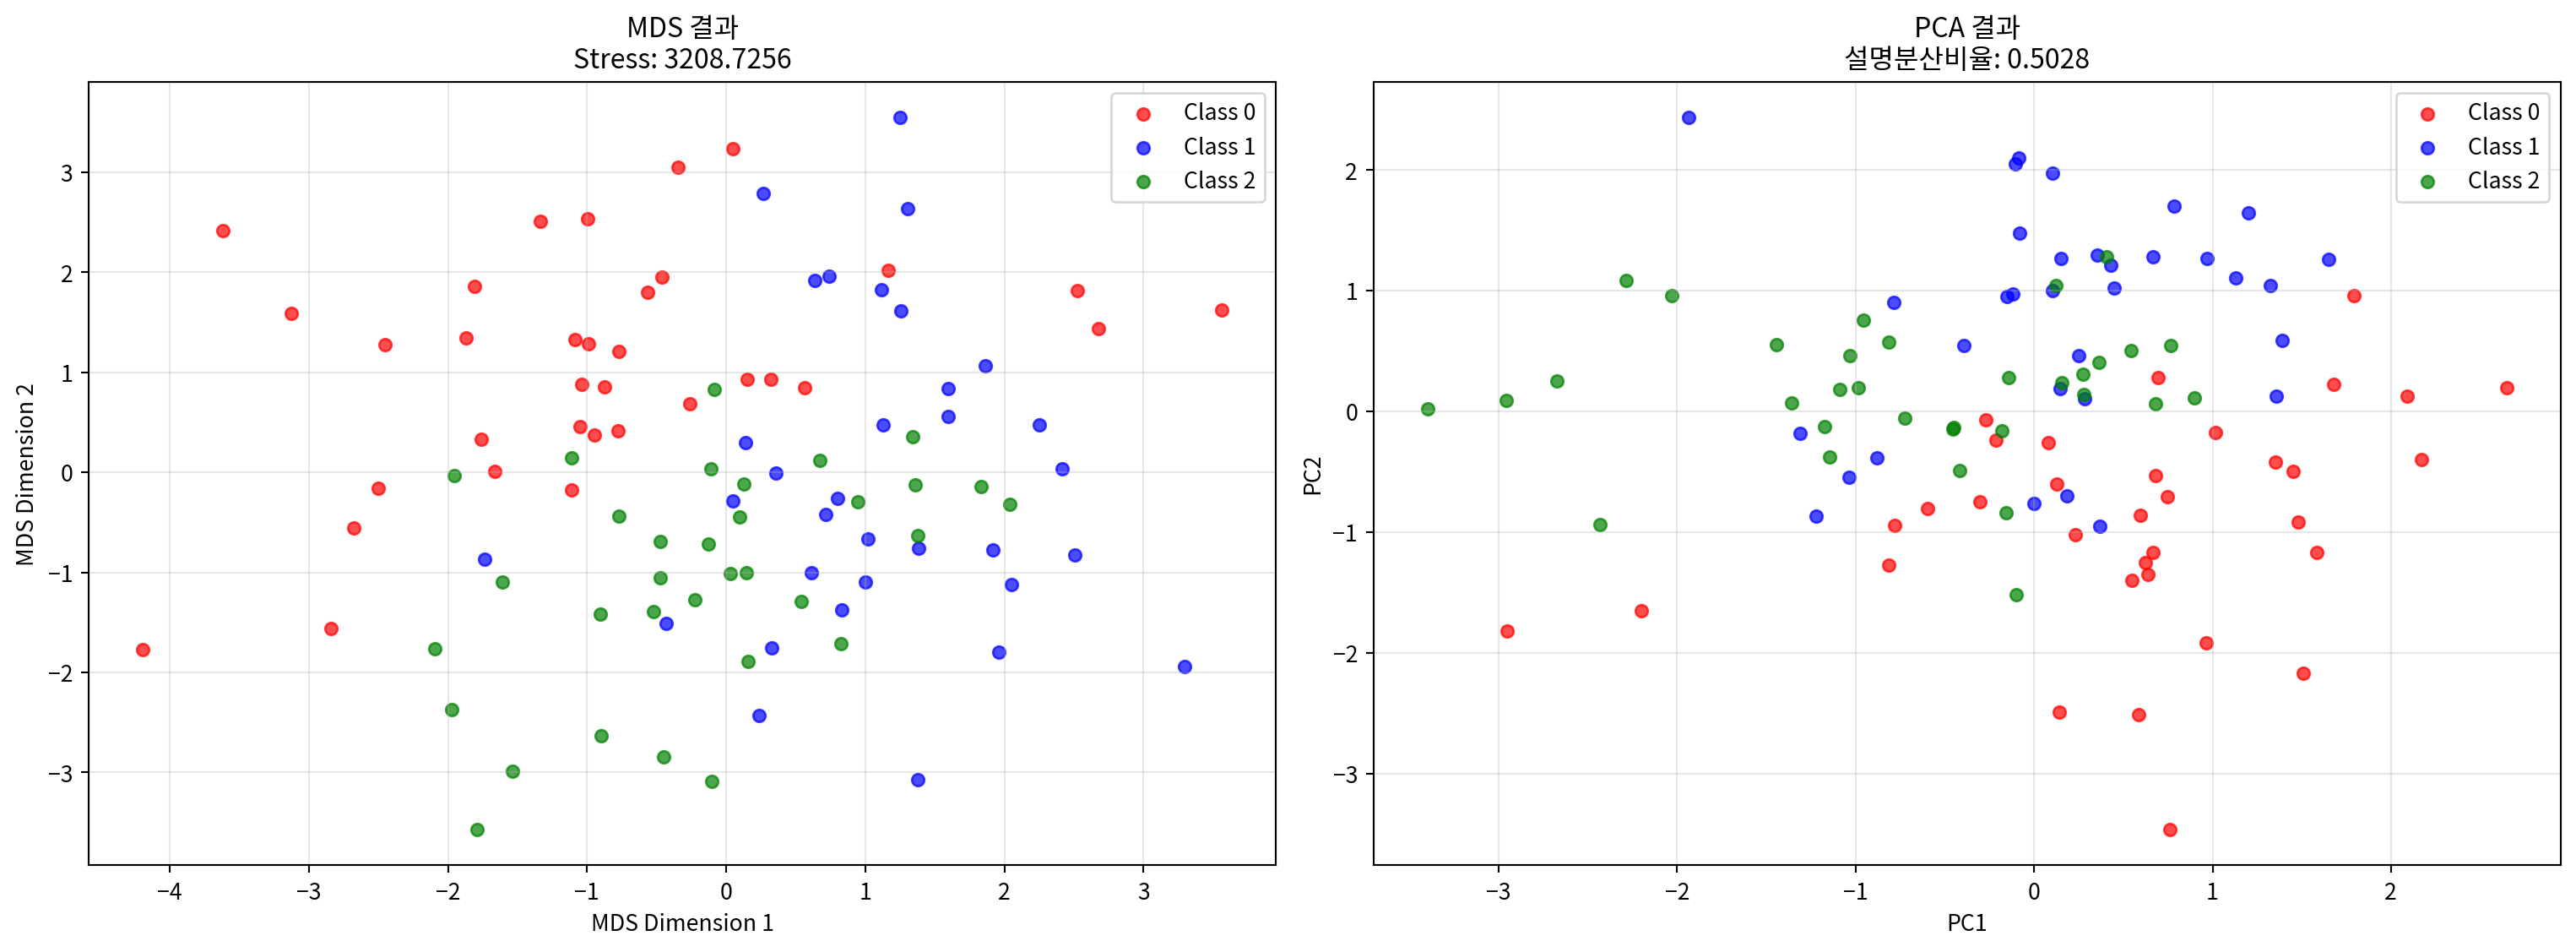 MDS 결과
Stress: 3208.7256
Class 0
Class 1
Class 2
3
2
1
0
−1
−2
−3
MDS Dimension 2
−4 −3 −2 −1 0 1 2 3
MDS Dimension 1
PCA 결과
설명분산비율: 0.5028
Class 0
Class 1
Class 2
2
1
0
−1
−2
−3
PC2
−3 −2 −1 0 1 2
PC1